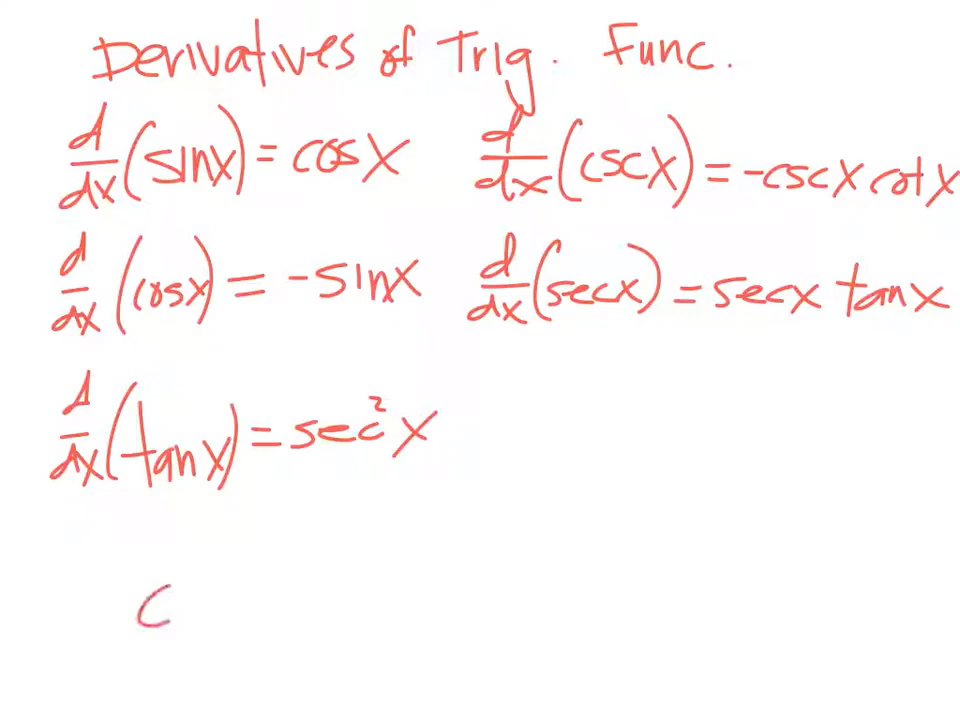 Derivatives of Trig. Func.
d/dx (sinx) = cosx
d/dx (cscx) = -cscx cotx
d/dx (cosx) = -sinx
d/dx (secx) = secx tanx
d/dx (tanx) = sec²x
C